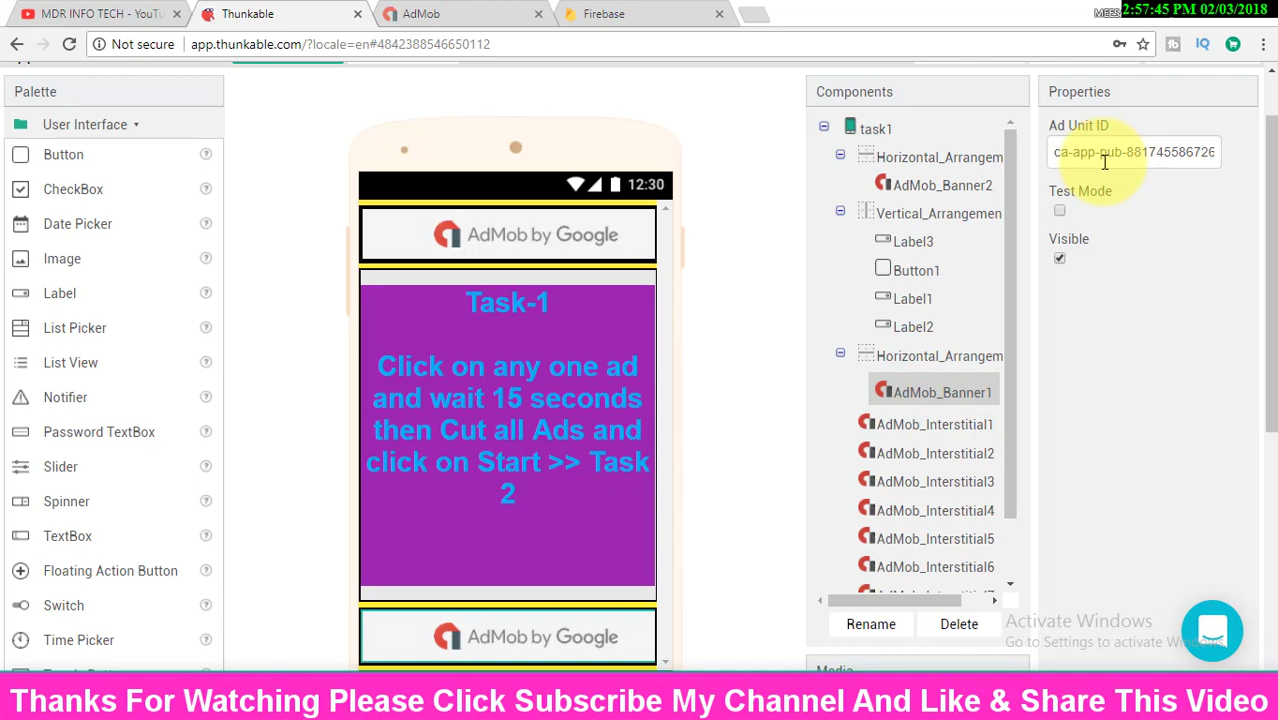 MDR INFO TECH - YouTu
Thunkable
AdMob
Firebase
2:57:45 PM 02/03/2018
Not secure
app.thunkable.com/?locale=en#4842388546650112
Palette
User Interface
Button
CheckBox
Date Picker
Image
Label
List Picker
List View
Notifier
Password TextBox
Slider
Spinner
TextBox
Floating Action Button
Switch
Time Picker
12:30
AdMob by Google
Task-1
Click on any one ad
and wait 15 seconds
then Cut all Ads and
click on Start >> Task
2
AdMob by Google
Components
task1
Horizontal_Arrangem
AdMob_Banner2
Vertical_Arrangemen
Label3
Button1
Label1
Label2
Horizontal_Arrangem
AdMob_Banner1
AdMob_Interstitial1
AdMob_Interstitial2
AdMob_Interstitial3
AdMob_Interstitial4
AdMob_Interstitial5
AdMob_Interstitial6
Rename
Delete
Media
Properties
Ad Unit ID
ca-app-pub-881745586726
Test Mode
Visible
Activate Windows
Go to Settings to activate Windows.
Thanks For Watching Please Click Subscribe My Channel And Like & Share This Video